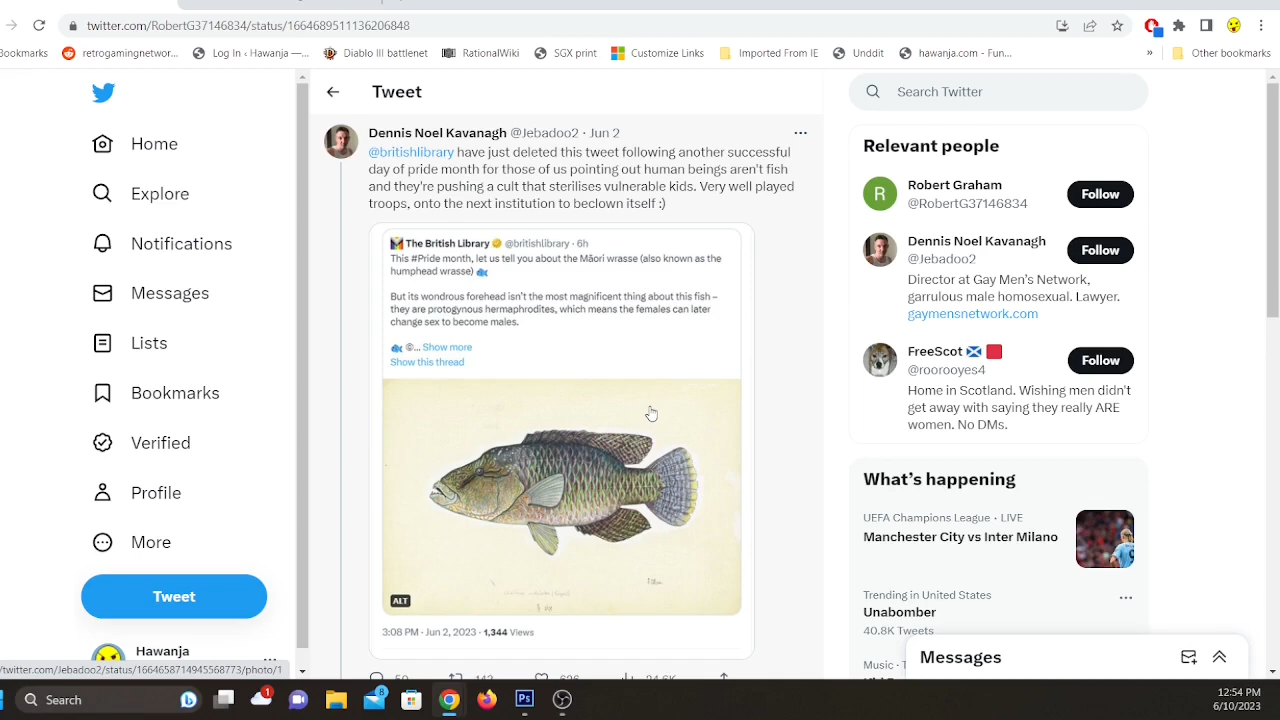 twitter.com/RobertG37146834/status/1664689511136206848
Bookmarks
retrogamingnetwor...
Log In ‹ Hawanja —...
Diablo III battlenet
RationalWiki
SGX print
Customize Links
Imported From IE
Unddit
hawanja.com - Fun...
»
Other bookmarks
Home
Explore
Notifications
Messages
Lists
Bookmarks
Verified
Profile
More
Tweet
Hawanja
/twitter.com/Jebadoo2/status/1664658714945568773/photo/1
Tweet
Dennis Noel Kavanagh @Jebadoo2 · Jun 2
@britishlibrary have just deleted this tweet following another successful
day of pride month for those of us pointing out human beings aren't fish
and they're pushing a cult that sterilises vulnerable kids. Very well played
troops, onto the next institution to beclown itself :)
The British Library @britishlibrary · 6h
This #Pride month, let us tell you about the Māori wrasse (also known as the
humphead wrasse)
But its wondrous forehead isn't the most magnificent thing about this fish –
they are protogynous hermaphrodites, which means the females can later
change sex to become males.
©... Show more
Show this thread
ALT
3:08 PM · Jun 2, 2023 · 1,344 Views
Search Twitter
Relevant people
R
Robert Graham
@RobertG37146834
Follow
Dennis Noel Kavanagh
@Jebadoo2
Follow
Director at Gay Men's Network,
garrulous male homosexual. Lawyer.
gaymensnetwork.com
FreeScot
@roorooyes4
Follow
Home in Scotland. Wishing men didn't
get away with saying they really ARE
women. No DMs.
What's happening
UEFA Champions League · LIVE
Manchester City vs Inter Milano
Trending in United States
Unabomber
40.8K Tweets
Messages
Search
1
8
Ps
12:54 PM
6/10/2023